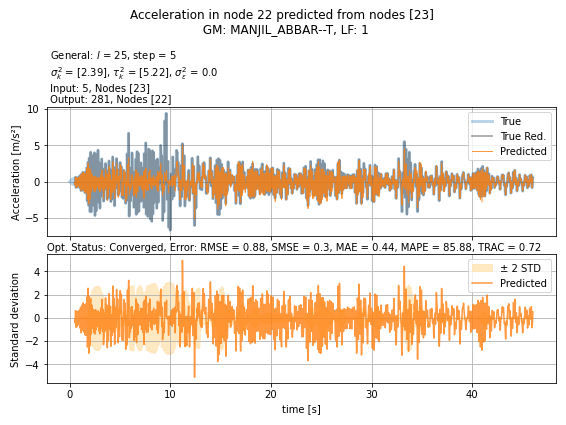 Acceleration in node 22 predicted from nodes [23]
GM: MANJIL_ABBAR--T, LF: 1
General: l = 25, step = 5
σ²ₖ = [2.39], τ²ₖ = [5.22], σ²ε = 0.0
Input: 5, Nodes [23]
Output: 281, Nodes [22]
10
5
0
−5
Acceleration [m/s²]
True
True Red.
Predicted
Opt. Status: Converged, Error: RMSE = 0.88, SMSE = 0.3, MAE = 0.44, MAPE = 85.88, TRAC = 0.72
4
2
0
−2
−4
Standard deviation
± 2 STD
Predicted
0 10 20 30 40
time [s]